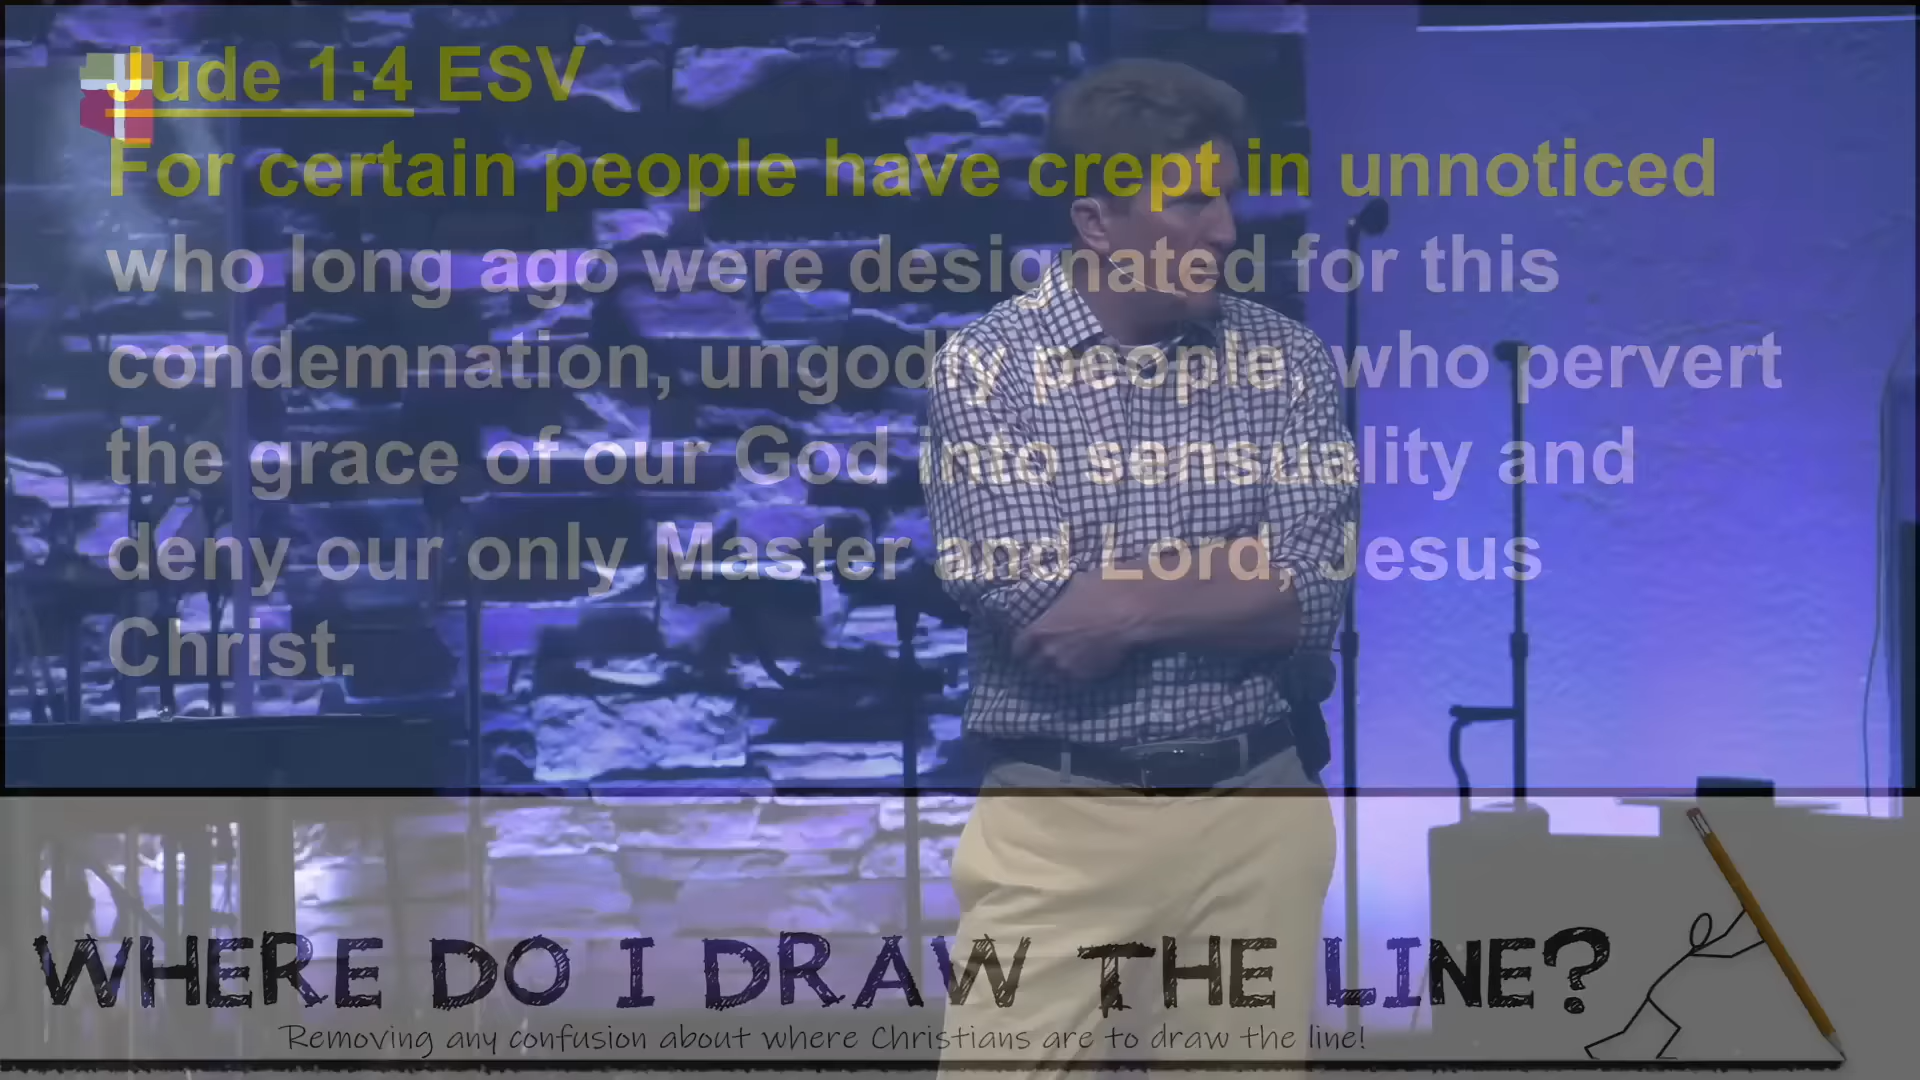 Jude 1:4 ESV
For certain people have crept in unnoticed
who long ago were designated for this
condemnation, ungodly people, who pervert
the grace of our God into sensuality and
deny our only Master and Lord, Jesus
Christ.
WHERE DO I DRAW THE LINE?
Removing any confusion about where Christians are to draw the line!